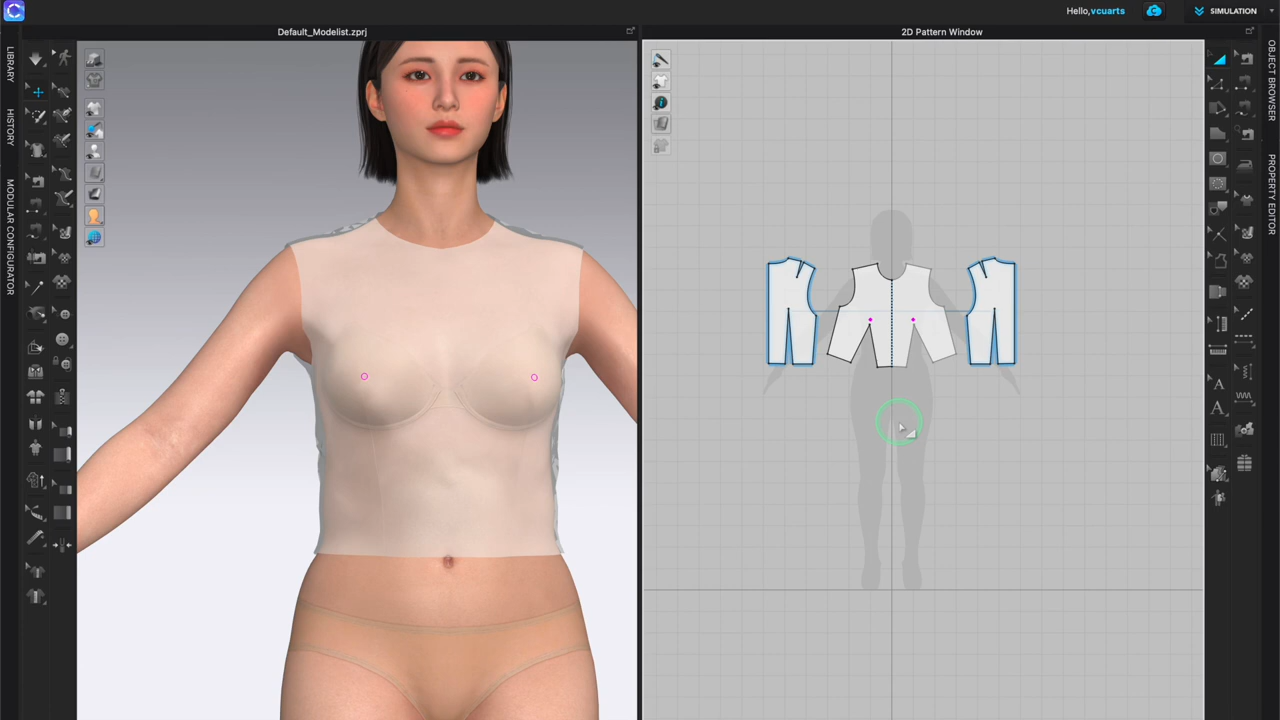 Hello,vcuarts
SIMULATION
Default_Modelist.zprj
2D Pattern Window
LIBRARY
HISTORY
MODULAR CONFIGURATOR
OBJECT BROWSER
PROPERTY EDITOR